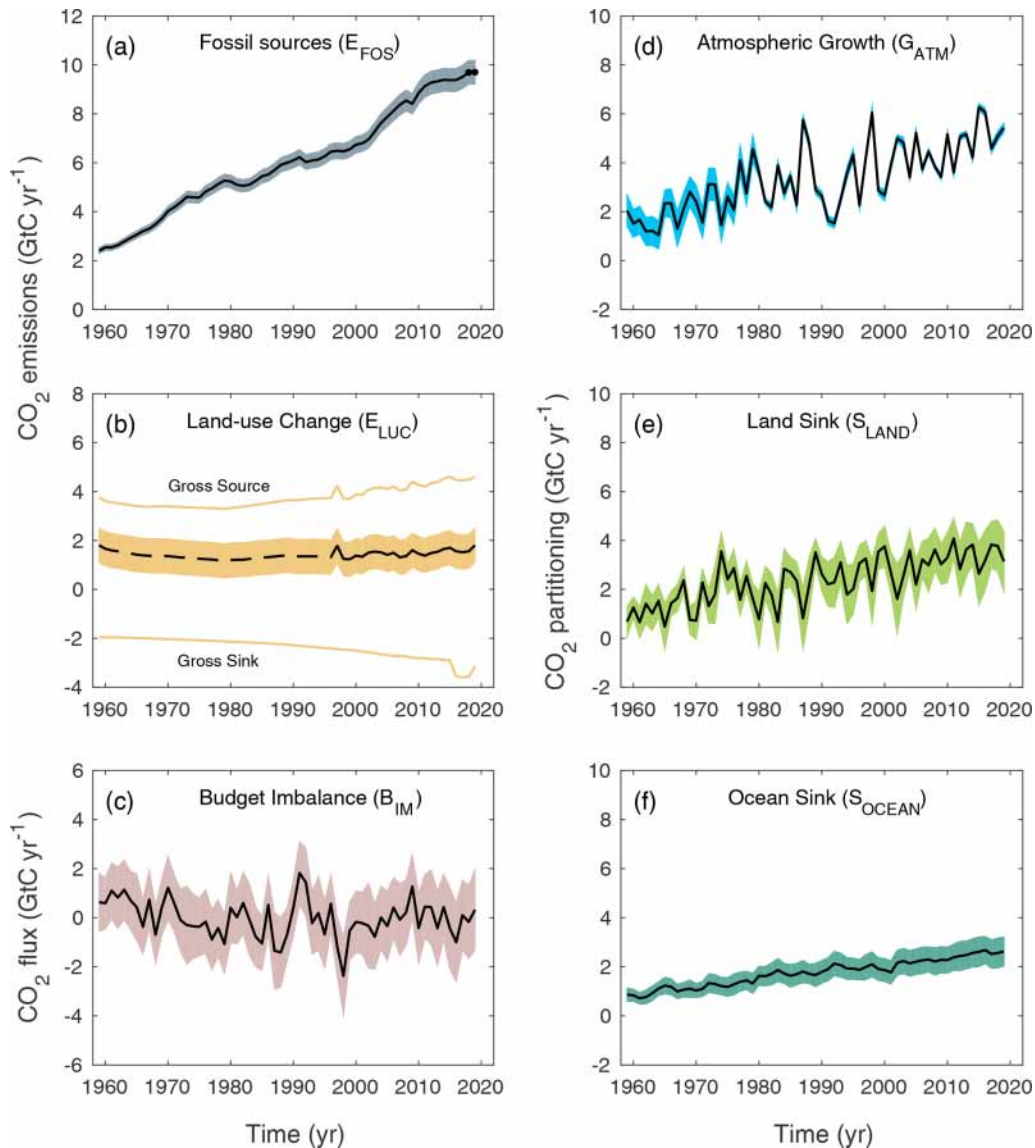 CO2 emissions (GtC yr-1)
(a) Fossil sources (EFOS)
12
10
8
6
4
2
0
1960 1970 1980 1990 2000 2010 2020
(b) Land-use Change (ELUC)
8
6
4
2
0
-2
-4
Gross Source
Gross Sink
1960 1970 1980 1990 2000 2010 2020
CO2 flux (GtC yr-1)
(c) Budget Imbalance (BIM)
6
4
2
0
-2
-4
-6
1960 1970 1980 1990 2000 2010 2020
Time (yr)
CO2 partitioning (GtC yr-1)
(d) Atmospheric Growth (GATM)
10
8
6
4
2
0
-2
1960 1970 1980 1990 2000 2010 2020
(e) Land Sink (SLAND)
10
8
6
4
2
0
-2
1960 1970 1980 1990 2000 2010 2020
(f) Ocean Sink (SOCEAN)
10
8
6
4
2
0
-2
1960 1970 1980 1990 2000 2010 2020
Time (yr)